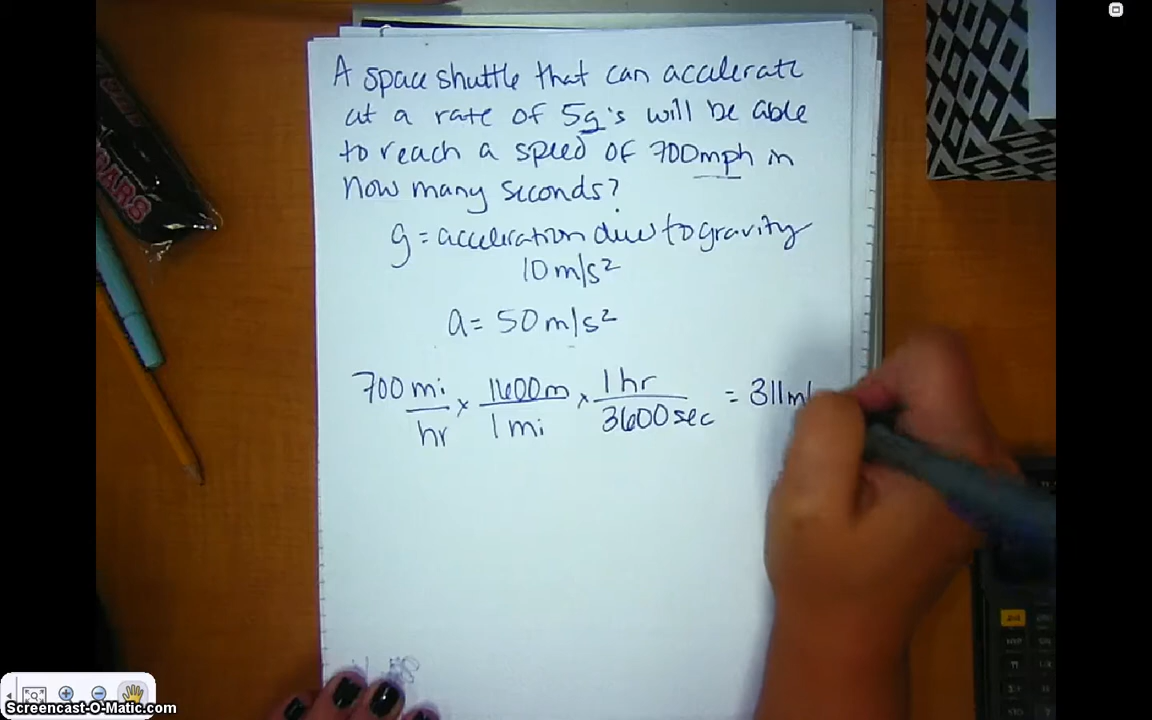 A space shuttle that can accelerate
at a rate of 5g's will be able
to reach a speed of 700mph in
how many seconds?
g = acceleration due to gravity
10 m/s²
a = 50 m/s²
700 mi/hr × 1600m/1 mi × 1 hr/3600 sec = 311 m/
BARS
Screencast-O-Matic.com